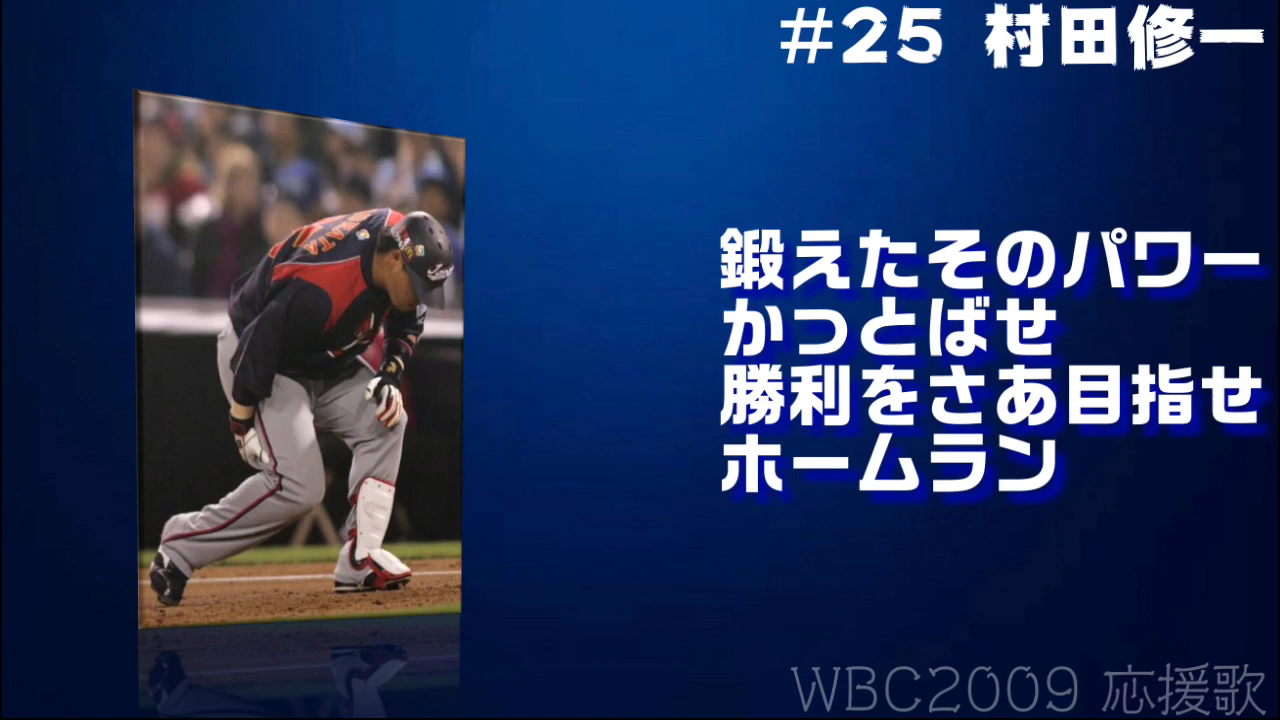 #25 村田修一
鍛えたそのパワー
かっとばせ
勝利をさあ目指せ
ホームラン
WBC2009 応援歌